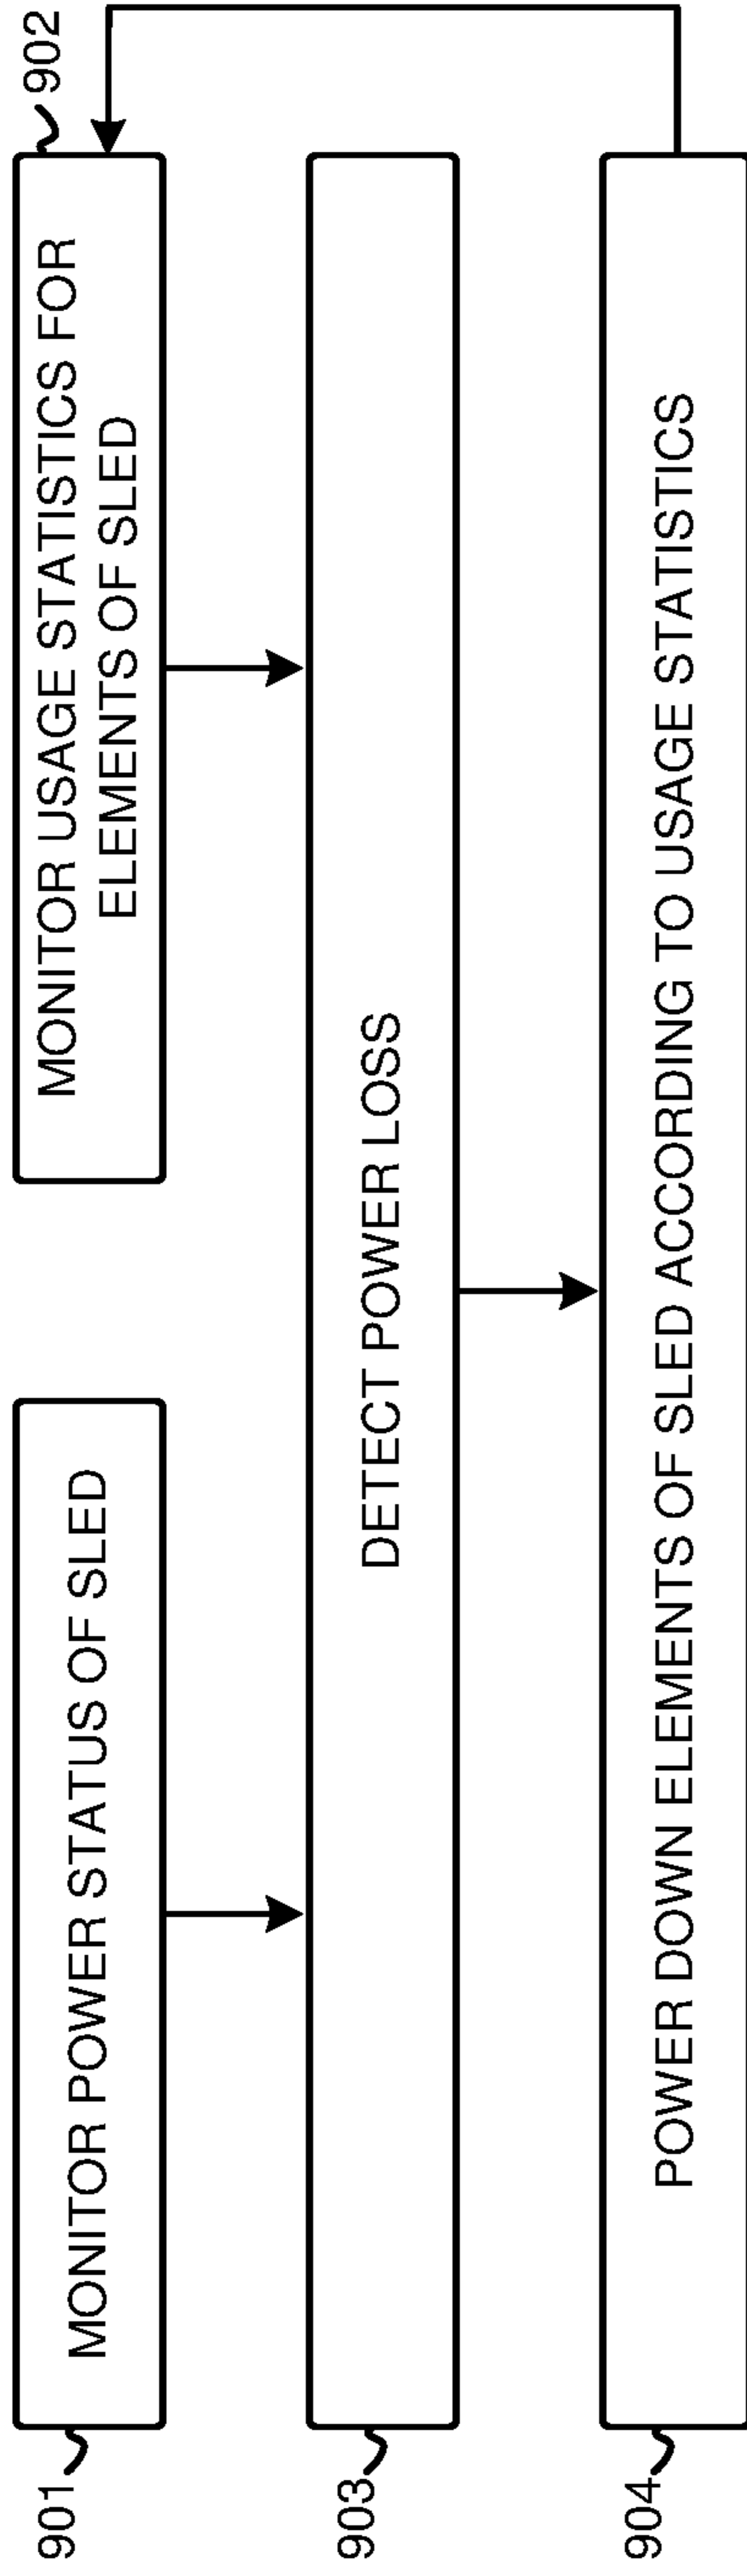 901
MONITOR POWER STATUS OF SLED
MONITOR USAGE STATISTICS FOR
ELEMENTS OF SLED
902
903
DETECT POWER LOSS
904
POWER DOWN ELEMENTS OF SLED ACCORDING TO USAGE STATISTICS